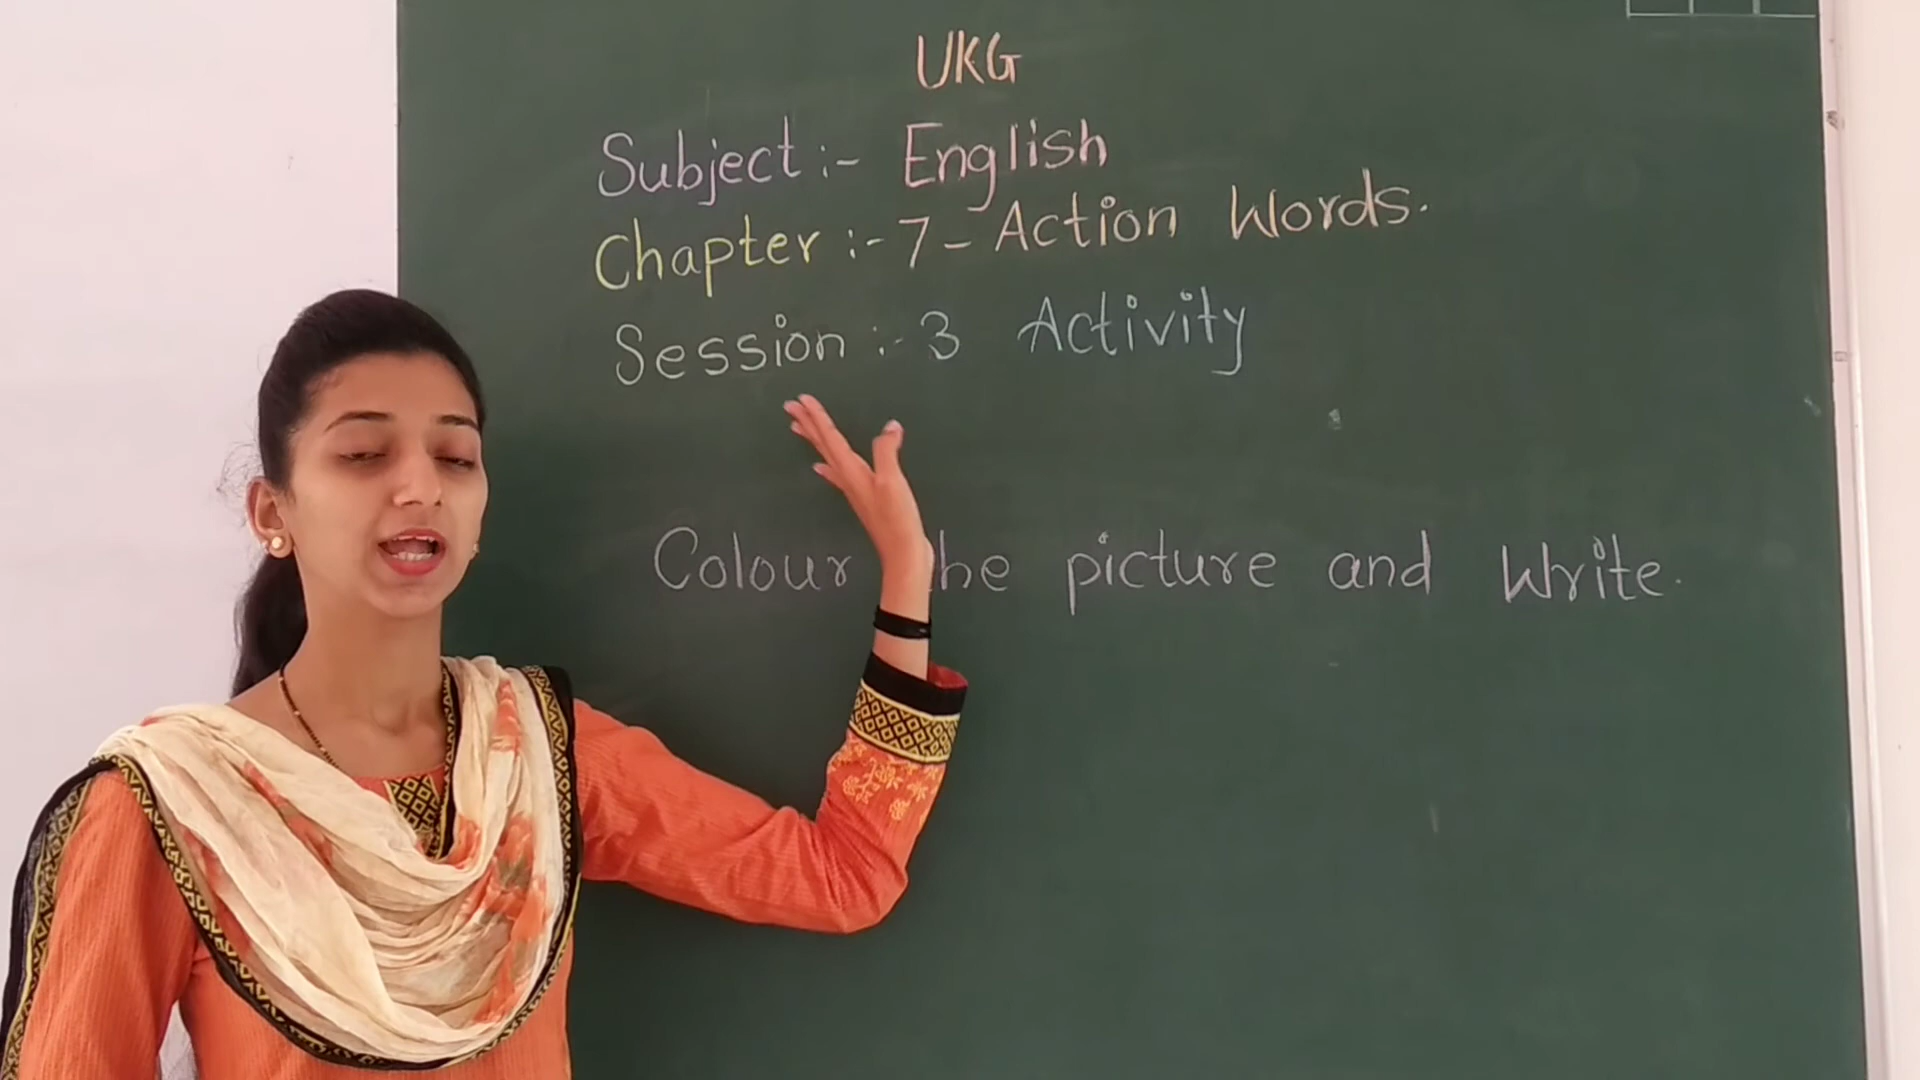 UKG
Subject :- English
Chapter :- 7 - Action Words.
Session :- 3 Activity
Colour the picture and Write.